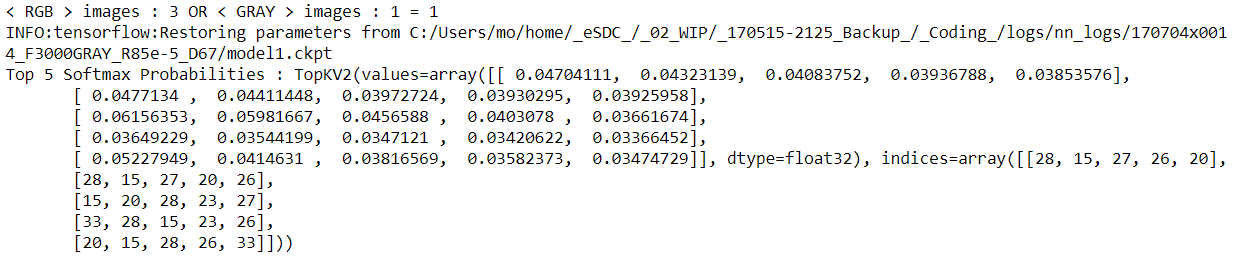 < RGB > images : 3 OR < GRAY > images : 1 = 1
INFO:tensorflow:Restoring parameters from C:/Users/mo/home/_eSDC_/_02_WIP/_170515-2125_Backup_/_Coding_/logs/nn_logs/170704x001
4_F3000GRAY_R85e-5_D67/model1.ckpt
Top 5 Softmax Probabilities : TopKV2(values=array([[ 0.04704111,  0.04323139,  0.04083752,  0.03936788,  0.03853576],
       [ 0.0477134 ,  0.04411448,  0.03972724,  0.03930295,  0.03925958],
       [ 0.06156353,  0.05981667,  0.0456588 ,  0.0403078 ,  0.03661674],
       [ 0.03649229,  0.03544199,  0.0347121 ,  0.03420622,  0.03366452],
       [ 0.05227949,  0.0414631 ,  0.03816569,  0.03582373,  0.03474729]], dtype=float32), indices=array([[28, 15, 27, 26, 20],
       [28, 15, 27, 20, 26],
       [15, 20, 28, 23, 27],
       [33, 28, 15, 23, 26],
       [20, 15, 28, 26, 33]]))